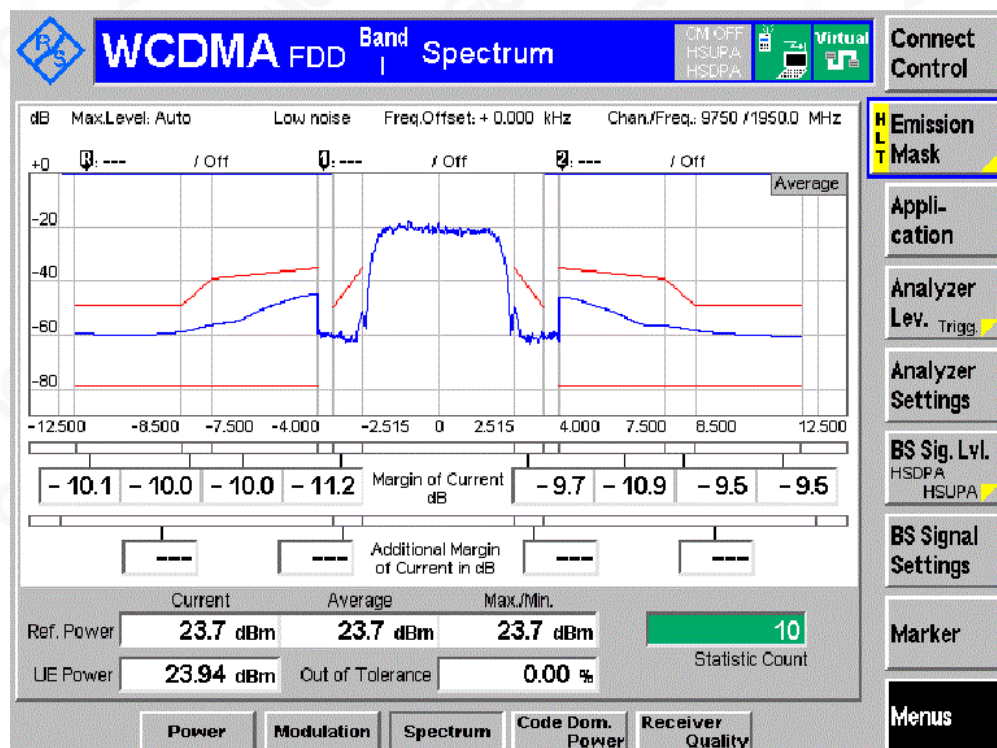 R&S
WCDMA FDD Band I Spectrum
CM OFF
HSUPA
HSDPA
Virtual
Connect Control
dB Max.Level: Auto Low noise Freq.Offset: + 0.000 kHz Chan./Freq.: 9750 / 1950.0 MHz
HLT
Emission Mask
+0 R: --- / Off 1: --- / Off 2: --- / Off
Average
-20
-40
-60
-80
Appli-
cation
Analyzer
Lev. Trigg.
Analyzer
Settings
-12.500 -8.500 -7.500 -4.000 -2.515 0 2.515 4.000 7.500 8.500 12.500
BS Sig. Lvl.
HSDPA
HSUPA
- 10.1 - 10.0 - 10.0 - 11.2 Margin of Current dB - 9.7 - 10.9 - 9.5 - 9.5
--- --- Additional Margin of Current in dB --- ---
BS Signal
Settings
Current Average Max./Min.
Ref. Power 23.7 dBm 23.7 dBm 23.7 dBm 10
Statistic Count
UE Power 23.94 dBm Out of Tolerance 0.00 %
Marker
Menus
Power Modulation Spectrum Code Dom. Power Receiver Quality